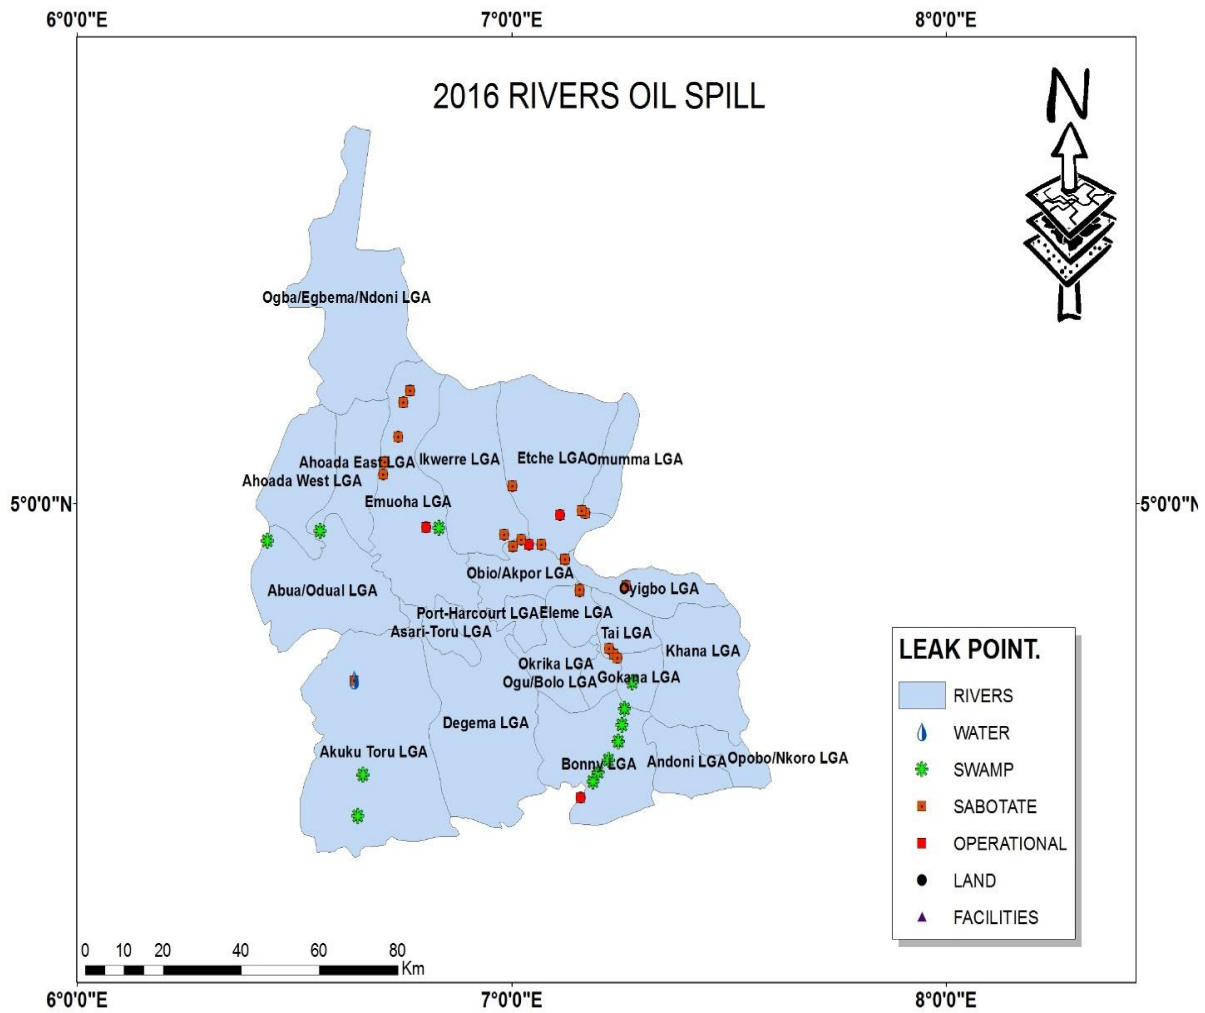 6°0'0"E 7°0'0"E 8°0'0"E
2016 RIVERS OIL SPILL
N
Ogba/Egbema/Ndoni LGA
Ahoada East LGA Ikwerre LGA Etche LGA Omumma LGA
Ahoada West LGA
Emuoha LGA
5°0'0"N 5°0'0"N
Obio/Akpor LGA
Abua/Odual LGA Oyigbo LGA
Port-Harcourt LGA Eleme LGA
Asari-Toru LGA Tai LGA
Khana LGA
Okrika LGA
Ogu/Bolo LGA Gokana LGA
Degema LGA
Akuku Toru LGA
Bonny LGA Andoni LGA Opobo/Nkoro LGA
LEAK POINT.
RIVERS
WATER
SWAMP
SABOTATE
OPERATIONAL
LAND
FACILITIES
0 10 20 40 60 80
Km
6°0'0"E 7°0'0"E 8°0'0"E